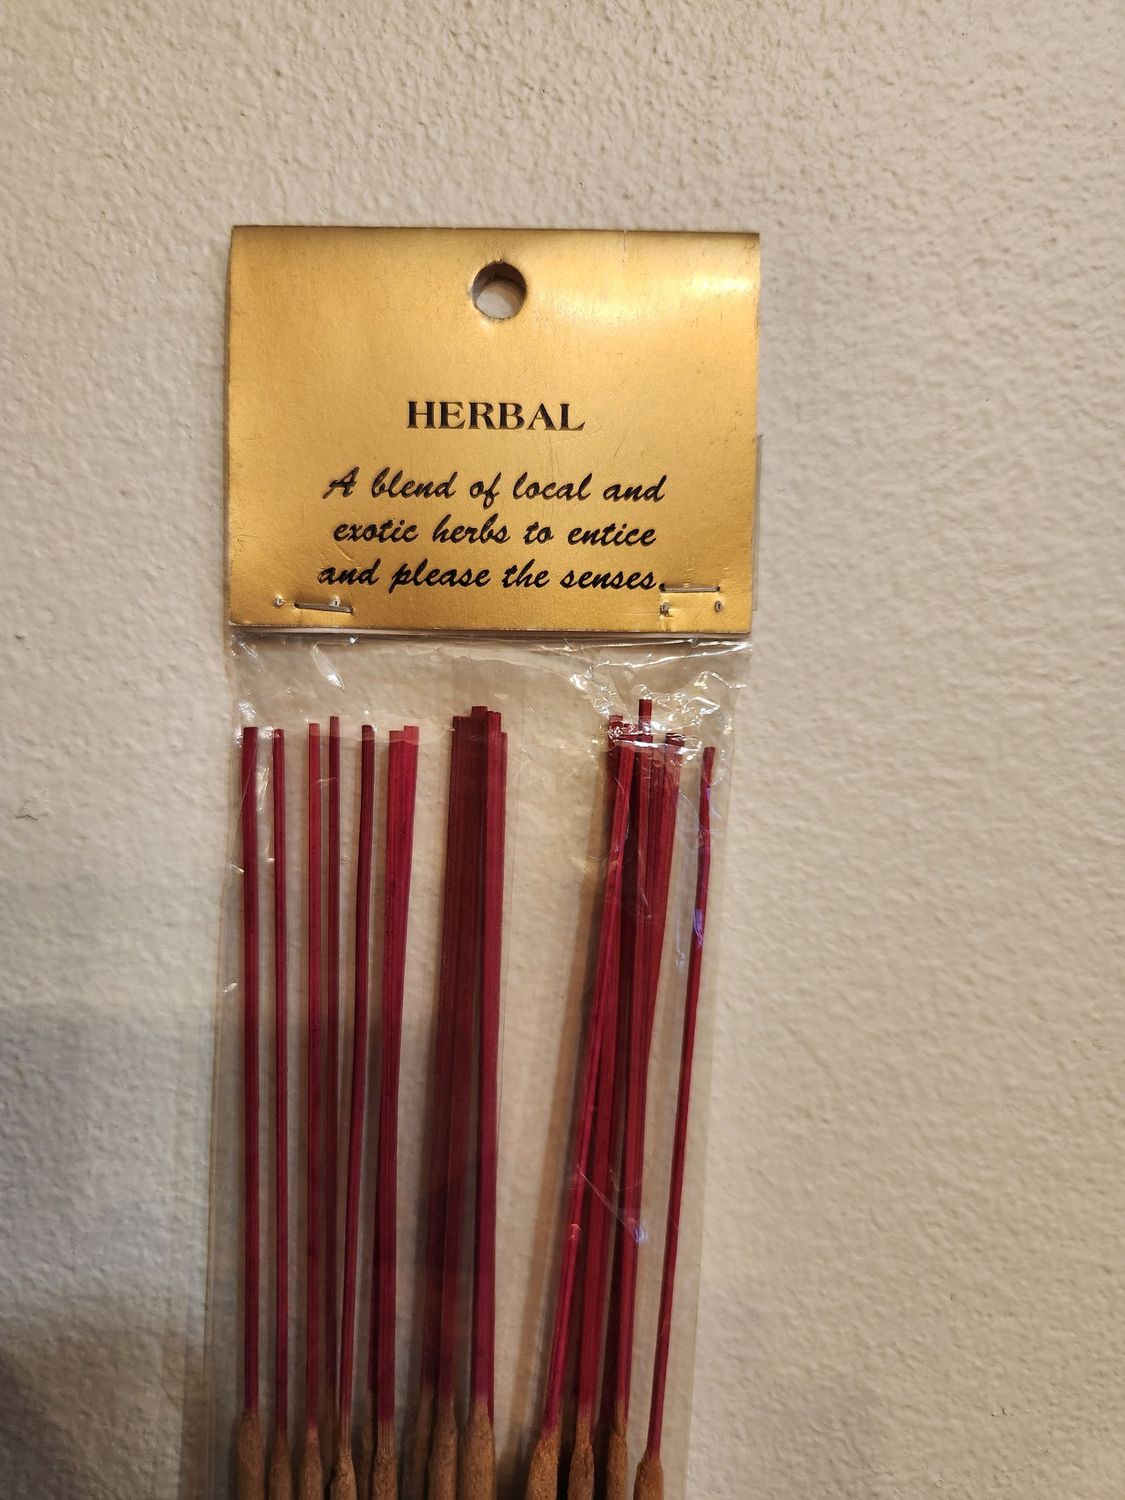 HERBAL
A blend of local and
exotic herbs to entice
and please the senses.